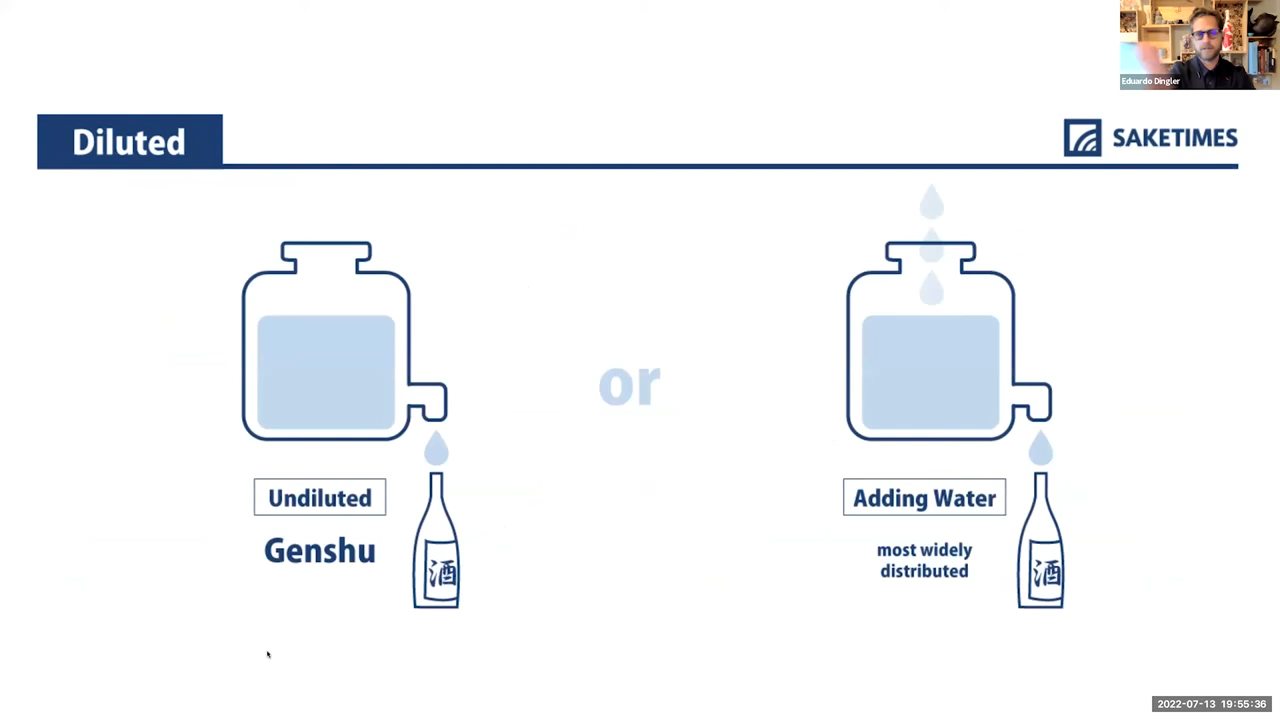 Eduardo Dingler
Diluted
SAKETIMES
or
Undiluted
Genshu
酒
Adding Water
most widely
distributed
酒
2022-07-13 19:55:36